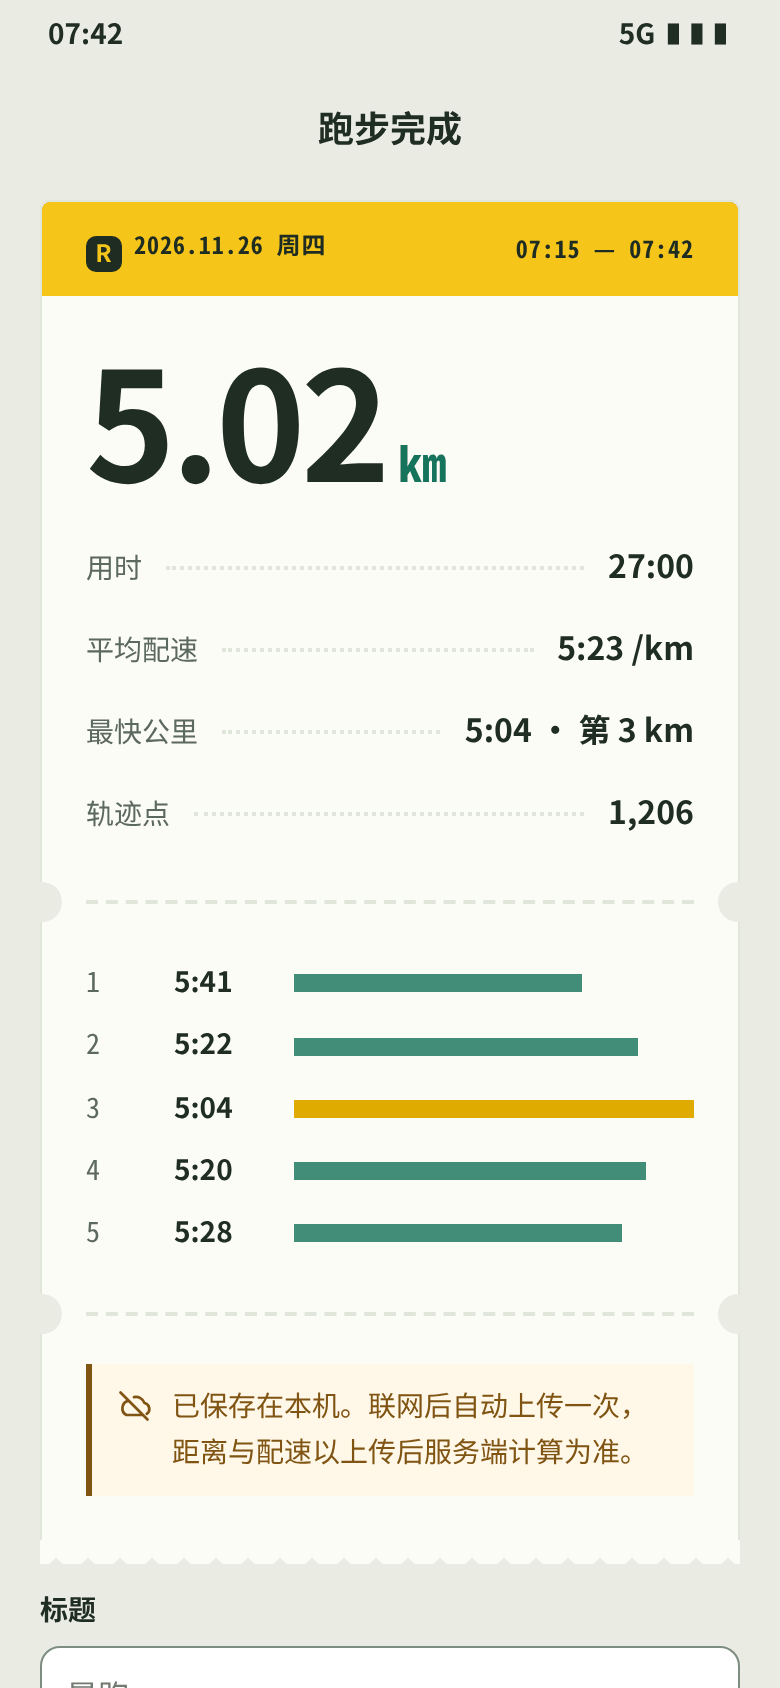 07:42 5G
跑步完成
R 2026.11.26 周四 07:15 — 07:42
5.02 km
用时 27:00
平均配速 5:23 /km
最快公里 5:04 · 第 3 km
轨迹点 1,206
1 5:41
2 5:22
3 5:04
4 5:20
5 5:28
已保存在本机。联网后自动上传一次，
距离与配速以上传后服务端计算为准。
标题